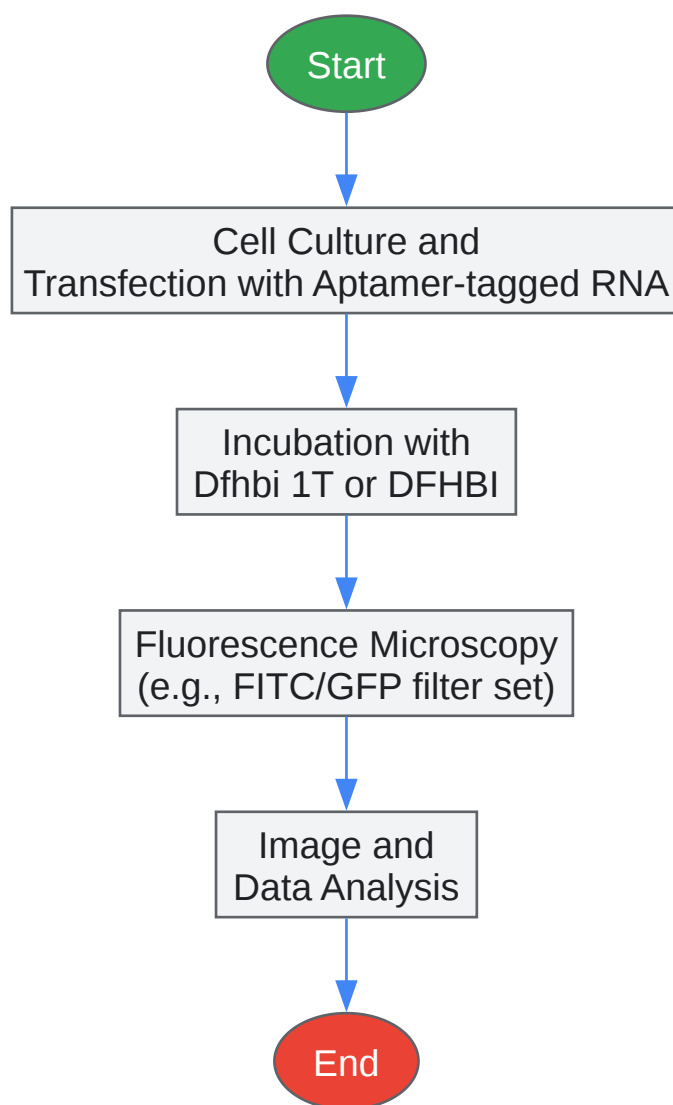 Start
Cell Culture and
Transfection with Aptamer-tagged RNA
Incubation with
Dfhbi 1T or DFHBI
Fluorescence Microscopy
(e.g., FITC/GFP filter set)
Image and
Data Analysis
End